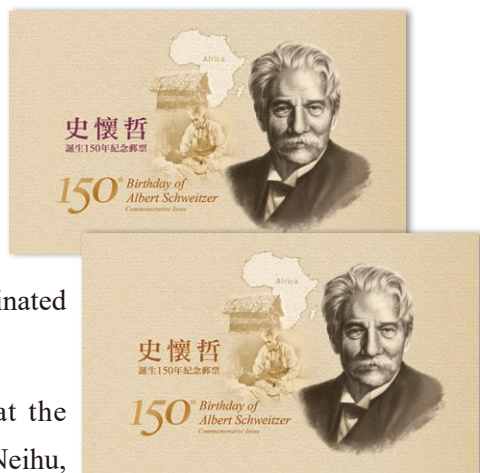 Africa
史懷哲
誕生150年紀念郵票
150th Birthday of
Albert Schweitzer
Commemorative Issue
inated
at the
Neihu,
Africa
史懷哲
誕生150年紀念郵票
150th Birthday of
Albert Schweitzer
Commemorative Issue